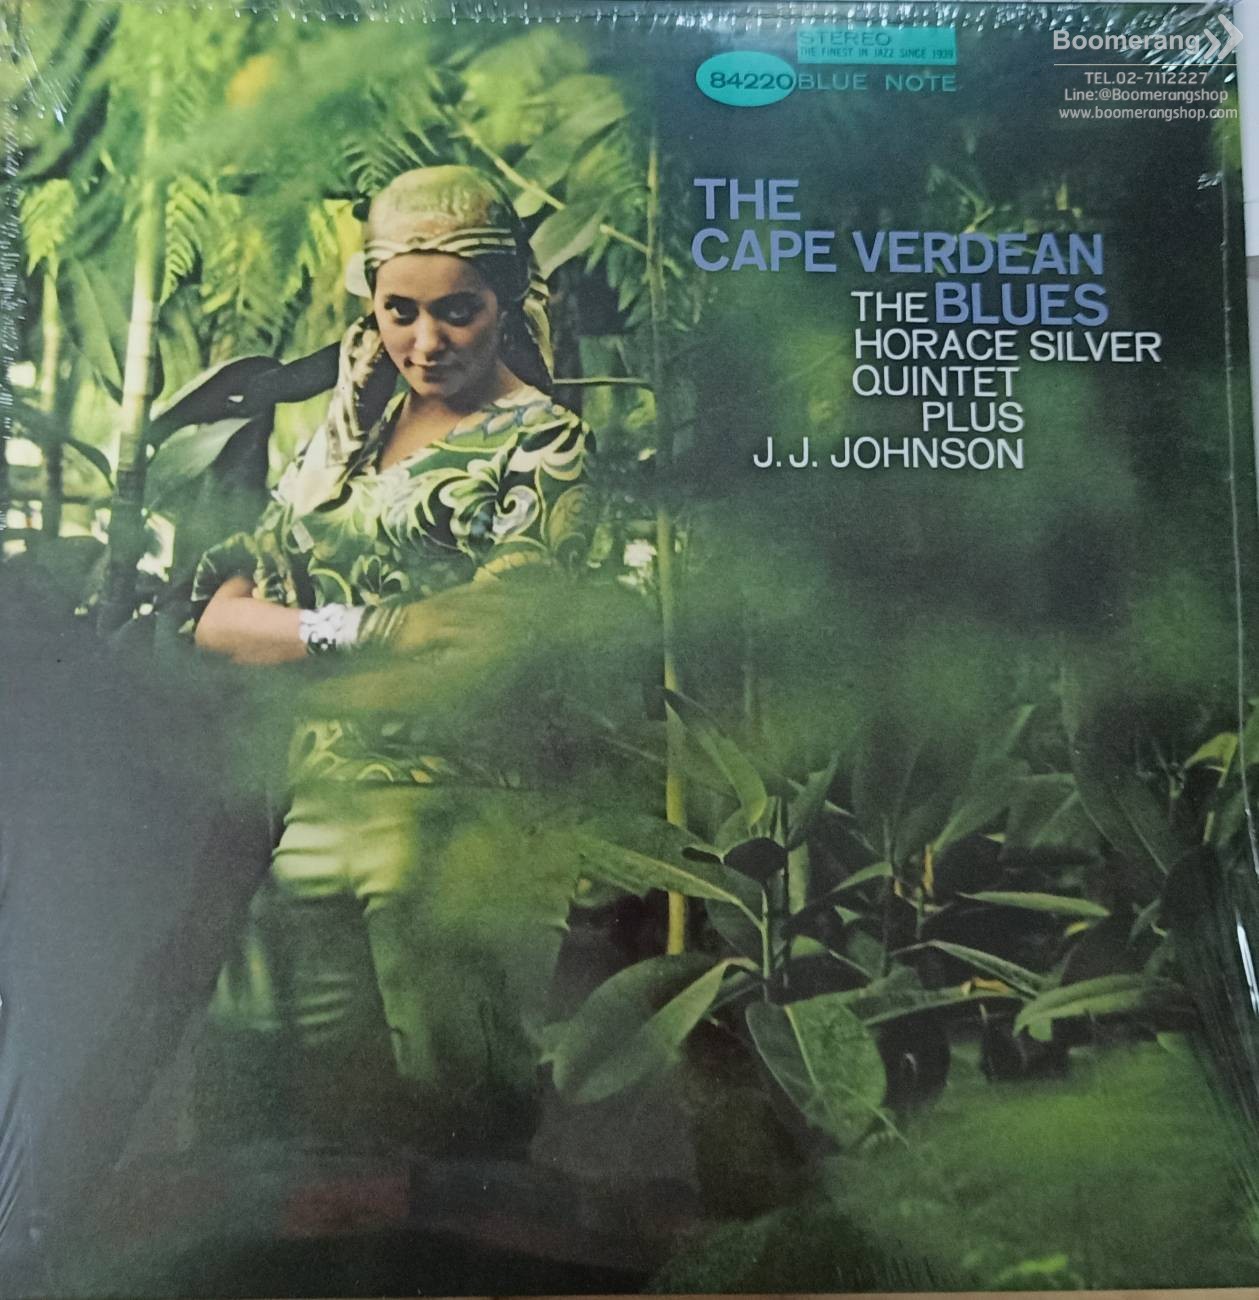 STEREO
THE FINEST IN JAZZ SINCE 1939
84220 BLUE NOTE
Boomerang
TEL.02-7112227
Line:@Boomerangshop
www.boomerangshop.com
THE
CAPE VERDEAN
BLUES
THE
HORACE SILVER
QUINTET
PLUS
J.J. JOHNSON